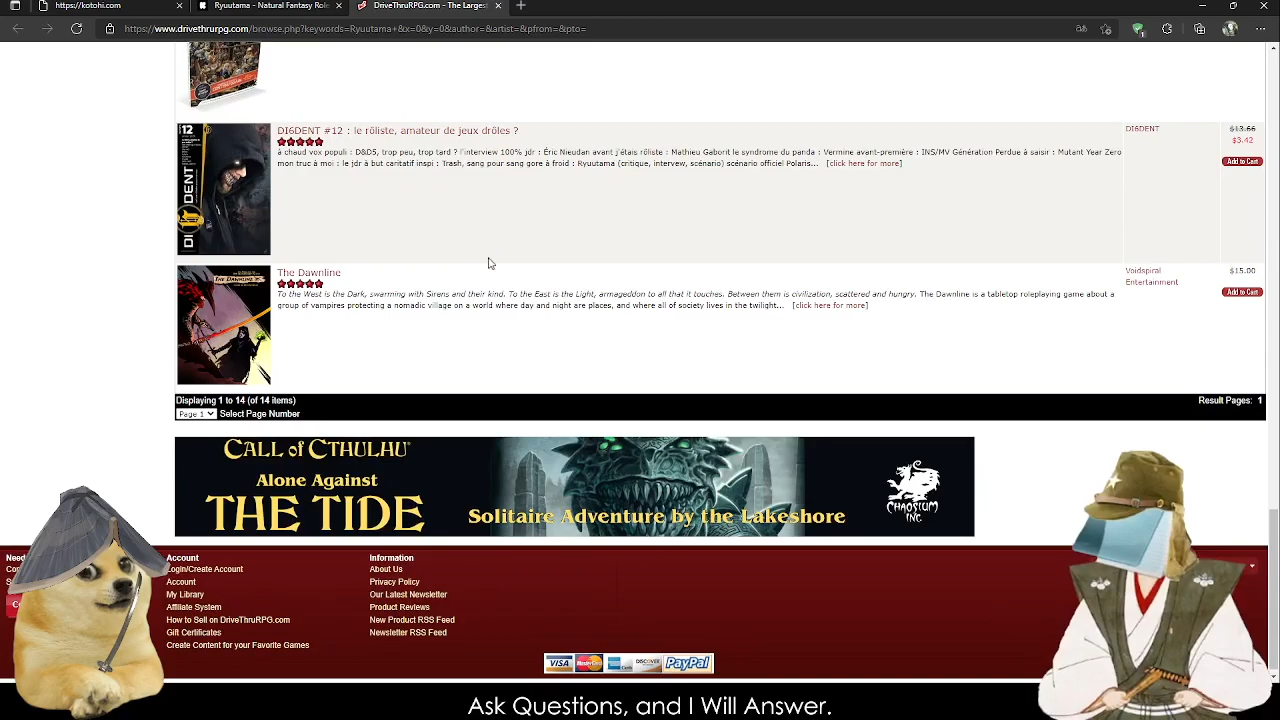 https://kotohi.com
Ryuutama - Natural Fantasy Role
DriveThruRPG.com - The Largest
https://www.drivethrurpg.com/browse.php?keywords=Ryuutama+&x=0&y=0&author=&artist=&pfrom=&pto=
DI6DENT #12 : le rôliste, amateur de jeux drôles ?
DI6DENT
$13.66
$3.42
à chaud vox populi : D&D5, trop peu, trop tard ? l'interview 100% jdr : Éric Nieudan avant j'étais rôliste : Mathieu Gaborit le syndrome du panda : Vermine avant-première : INS/MV Génération Perdue à saisir : Mutant Year Zero
mon truc à moi : le jdr à but caritatif inspi : Trash, sang pour sang gore à froid : Ryuutama (critique, intervew, scénario) scénario officiel Polaris... [click here for more]
Add to Cart
12
DI6DENT
The Dawnline
Voidspiral
Entertainment
$15.00
To the West is the Dark, swarming with Sirens and their kind. To the East is the Light, armageddon to all that it touches. Between them is civilization, scattered and hungry. The Dawnline is a tabletop roleplaying game about a
group of vampires protecting a nomadic village on a world where day and night are places, and where all of society lives in the twilight... [click here for more]
Add to Cart
THE DAWNLINE
Displaying 1 to 14 (of 14 items)
Result Pages: 1
Page 1 Select Page Number
CALL of CTHULHU
Alone Against
THE TIDE
Solitaire Adventure by the Lakeshore
CHAOSIUM
INC.
Need
Account
Information
Login/Create Account
About Us
Account
Privacy Policy
My Library
Our Latest Newsletter
Affiliate System
Product Reviews
How to Sell on DriveThruRPG.com
New Product RSS Feed
Gift Certificates
Newsletter RSS Feed
Create Content for your Favorite Games
VISA
MasterCard
DISCOVER
PayPal
Ask Questions, and I Will Answer.